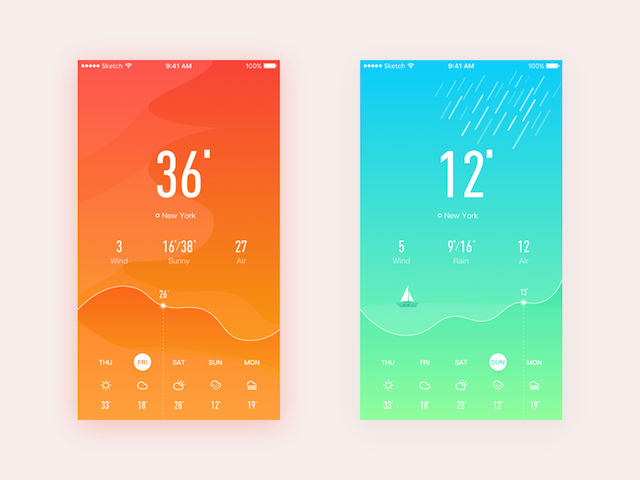 Sketch 9:41 AM 100%
36°
New York
3 16°/38° 27
Wind Sunny Air
26°
THU FRI SAT SUN MON
33° 18° 28° 12° 19°
Sketch 9:41 AM 100%
12°
New York
5 9°/16° 12
Wind Rain Air
13°
THU FRI SAT SUN MON
33° 18° 28° 12° 19°